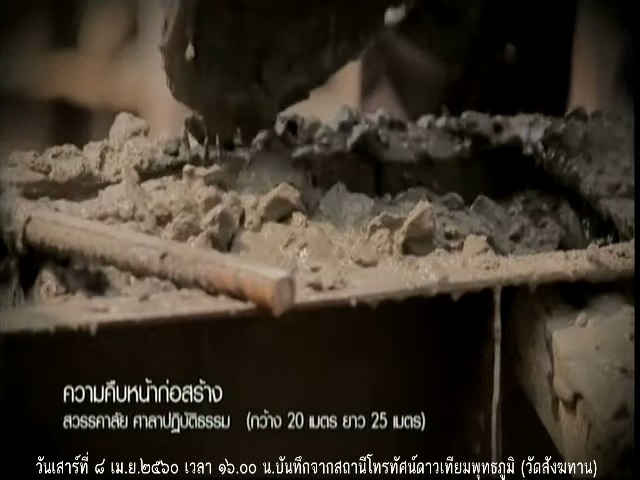 ความคืบหน้าก่อสร้าง
สวรรคาลัย ศาลาปฏิบัติธรรม (กว้าง 20 เมตร ยาว 25 เมตร)
วันเสาร์ที่ ๘ เม.ย.๒๕๖๐ เวลา ๑๖.๐๐ น.บันทึกจากสถานีโทรทัศน์ดาวเทียมพุทธภูมิ (วัดสังฆทาน)